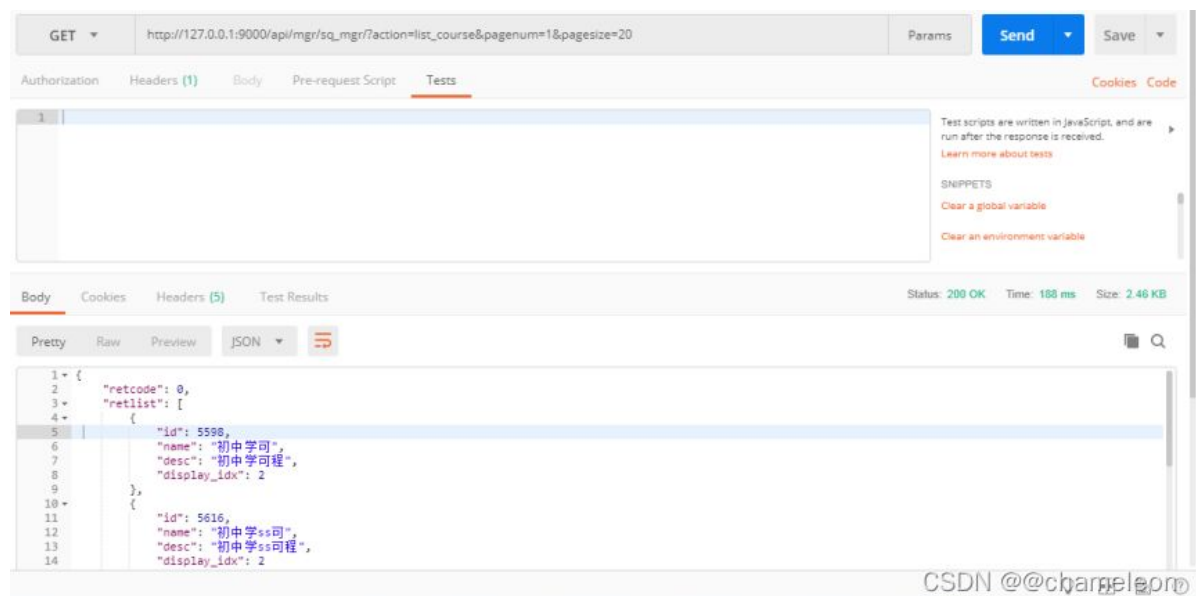 GET http://127.0.0.1:9000/api/mgr/sq_mgr/?action=list_course&pagenum=1&pagesize=20 Params Send Save
Authorization Headers (1) Body Pre-request Script Tests Cookies Code
1
Test scripts are written in JavaScript, and are
run after the response is received.
Learn more about tests
SNIPPETS
Clear a global variable
Clear an environment variable
Body Cookies Headers (5) Test Results Status: 200 OK Time: 188 ms Size: 2.46 KB
Pretty Raw Preview JSON
1 {
2 "retcode": 0,
3 "retlist": [
4 {
5 "id": 5598,
6 "name": "初中学可",
7 "desc": "初中学可程",
8 "display_idx": 2
9 },
10 {
11 "id": 5616,
12 "name": "初中学ss可",
13 "desc": "初中学ss可程",
14 "display_idx": 2
CSDN @@chameleon